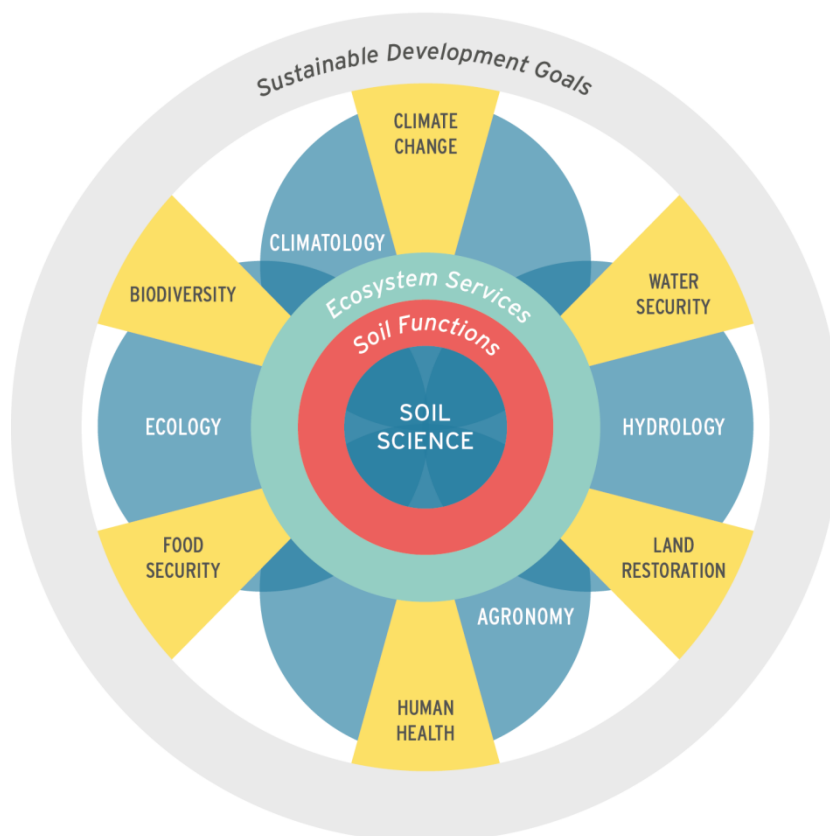 Sustainable Development Goals
CLIMATE
CHANGE
CLIMATOLOGY
BIODIVERSITY
WATER
SECURITY
Ecosystem Services
Soil Functions
SOIL
SCIENCE
ECOLOGY
HYDROLOGY
FOOD
SECURITY
LAND
RESTORATION
AGRONOMY
HUMAN
HEALTH